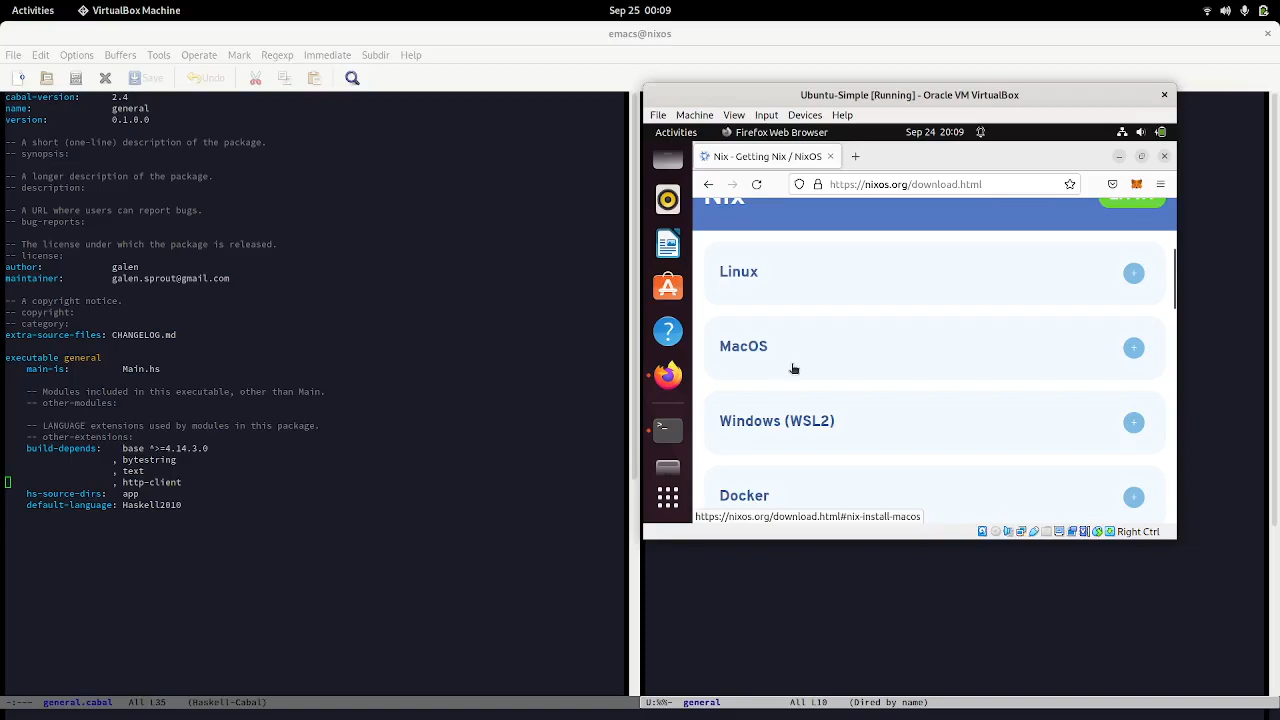 Activities
VirtualBox Machine
Sep 25 00:09
emacs@nixos
File Edit Options Buffers Tools Operate Mark Regexp Immediate Subdir Help
Save
Undo
cabal-version: 2.4
name: general
version: 0.1.0.0
-- A short (one-line) description of the package.
-- synopsis:
-- A longer description of the package.
-- description:
-- A URL where users can report bugs.
-- bug-reports:
-- The license under which the package is released.
-- license:
author: galen
maintainer: galen.sprout@gmail.com
-- A copyright notice.
-- copyright:
-- category:
extra-source-files: CHANGELOG.md
executable general
main-is: Main.hs
-- Modules included in this executable, other than Main.
-- other-modules:
-- LANGUAGE extensions used by modules in this package.
-- other-extensions:
build-depends: base ^>=4.14.3.0
, bytestring
, text
, http-client
hs-source-dirs: app
default-language: Haskell2010
-:--- general.cabal All L35 (Haskell-Cabal)
Ubuntu-Simple [Running] - Oracle VM VirtualBox
File Machine View Input Devices Help
Activities
Firefox Web Browser
Sep 24 20:09
Nix - Getting Nix / NixOS
https://nixos.org/download.html
Nix
Linux
MacOS
Windows (WSL2)
Docker
https://nixos.org/download.html#nix-install-macos
Right Ctrl
U:%%- general All L10 (Dired by name)